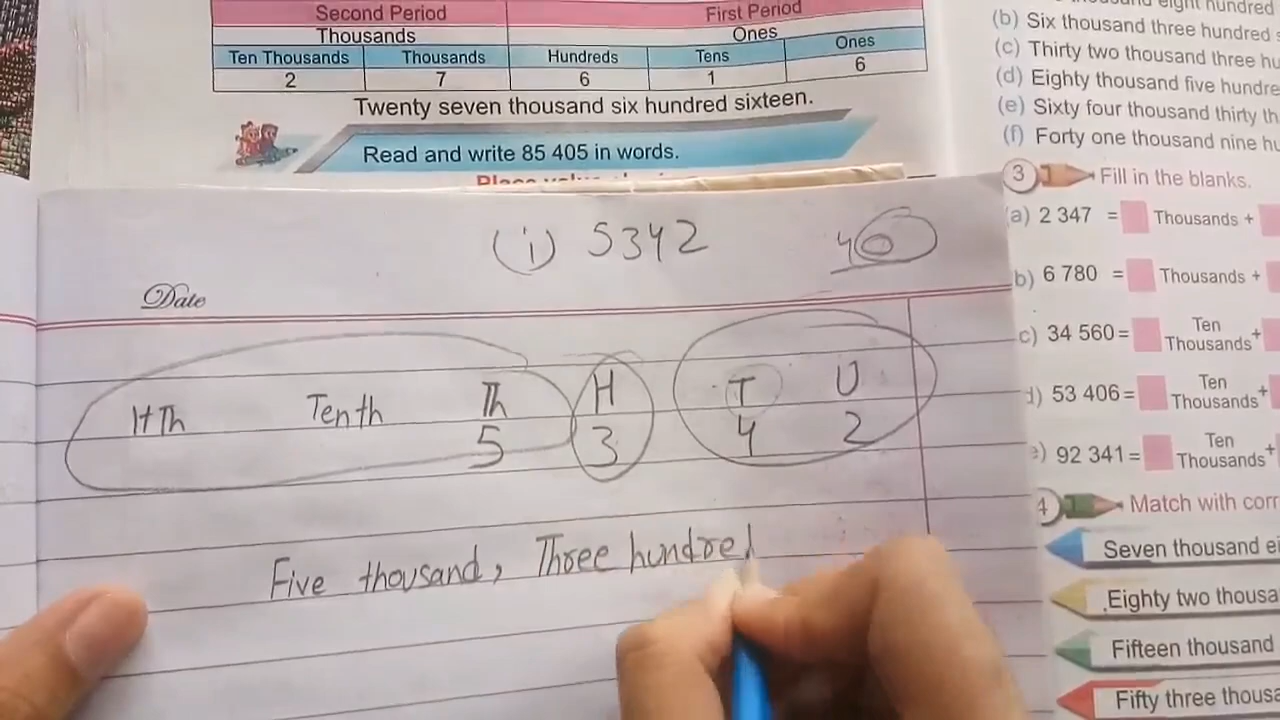 Second Period First Period
Thousands Ones
Ten Thousands Thousands Hundreds Tens Ones
2 7 6 1 6
Twenty seven thousand six hundred sixteen.
Read and write 85 405 in words.
(i) 5342 40
Date
HTh Tenth Th H T U
5 3 4 2
Five thousand, Three hundred
eight hundred
(b) Six thousand three hundred
(c) Thirty two thousand three hu
(d) Eighty thousand five hundre
(e) Sixty four thousand thirty th
(f) Forty one thousand nine hu
3 Fill in the blanks.
(a) 2 347 = Thousands +
b) 6 780 = Thousands +
c) 34 560 = Ten Thousands +
d) 53 406 = Ten Thousands +
e) 92 341 = Ten Thousands +
4 Match with corr
Seven thousand ei
Eighty two thousa
Fifteen thousand
Fifty three thousa